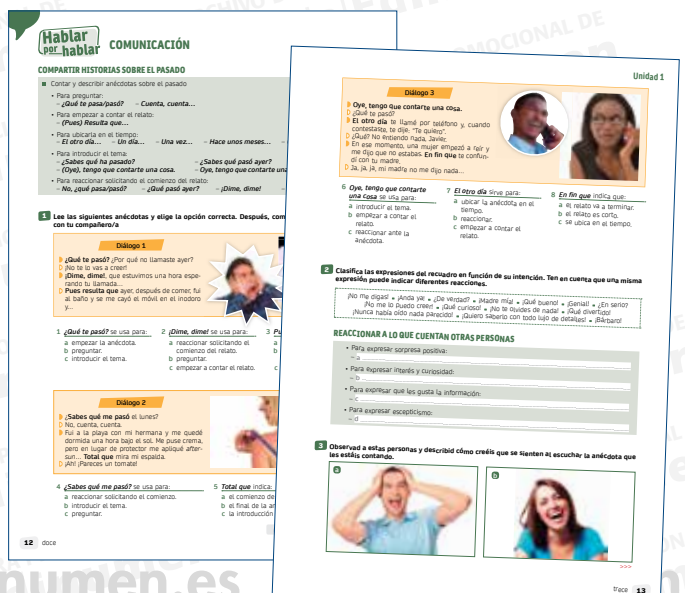 Hablar
por hablar
COMUNICACIÓN
COMPARTIR HISTORIAS SOBRE EL PASADO
Contar y describir anécdotas sobre el pasado
• Para preguntar:
– ¿Qué te pasa/pasó? – Cuenta, cuenta...
• Para empezar a contar el relato:
– (Pues) Resulta que...
• Para ubicarla en el tiempo:
– El otro día... – Un día... – Una vez... – Hace unos meses... –
• Para introducir el tema:
– ¿Sabes qué ha pasado? – ¿Sabes qué pasó ayer?
– (Oye), tengo que contarte una cosa. – Oye, tengo que contarte una
• Para reaccionar solicitando el comienzo del relato:
– No, ¿qué pasa/pasó? – ¿Qué pasó ayer? – ¡Dime, dime! –
1 Lee las siguientes anécdotas y elige la opción correcta. Después, com
con tu compañero/a
Diálogo 1
¿Qué te pasó? ¿Por qué no llamaste ayer?
¡No te lo vas a creer!
¡Dime, dime!, que estuvimos una hora espe-
rando tu llamada...
Pues resulta que ayer, después de comer, fui
al baño y se me cayó el móvil en el inodoro
y...
1 ¿Qué te pasó? se usa para:
a empezar la anécdota.
b preguntar.
c introducir el tema.
2 ¡Dime, dime! se usa para:
a reaccionar solicitando el
comienzo del relato.
b preguntar.
c empezar a contar el relato.
3 Pu
a
b
c
Diálogo 2
¿Sabes qué me pasó el lunes?
No, cuenta, cuenta.
Fui a la playa con mi hermana y me quedé
dormida una hora bajo el sol. Me puse crema,
pero en lugar de protector me apliqué after-
sun... Total que mira mi espalda.
¡Ah! ¡Pareces un tomate!
4 ¿Sabes qué me pasó? se usa para:
a reaccionar solicitando el comienzo.
b introducir el tema.
c preguntar.
5 Total que indica:
a el comienzo de
b el final de la an
c la introducción
12 doce
Unidad 1
Diálogo 3
Oye, tengo que contarte una cosa.
¿Qué te pasó?
El otro día te llamé por teléfono y, cuando
contestaste, te dije: "Te quiero".
¿Qué? No entiendo nada, Javier.
En ese momento, una mujer empezó a reír y
me dijo que no estabas. En fin que te confun-
dí con tu madre.
Ja, ja, ja, mi madre no me dijo nada...
6 Oye, tengo que contarte
una cosa se usa para:
a introducir el tema.
b empezar a contar el
relato.
c reaccionar ante la
anécdota.
7 El otro día sirve para:
a ubicar la anécdota en el
tiempo.
b reaccionar.
c empezar a contar el
relato.
8 En fin que indica que:
a el relato va a terminar.
b el relato es corto.
c se ubica en el tiempo.
2 Clasifica las expresiones del recuadro en función de su intención. Ten en cuenta que una misma
expresión puede indicar diferentes reacciones.
¡No me digas! • ¡Anda ya! • ¿De verdad? • ¡Madre mía! • ¡Qué bueno! • ¡Genial! • ¿En serio?
¡No me lo puedo creer! • ¡Qué curioso! • ¡No te olvides de nada! • ¡Qué divertido!
¡Nunca había oído nada parecido! • ¡Quiero saberlo con todo lujo de detalles! • ¡Bárbaro!
REACCIONAR A LO QUE CUENTAN OTRAS PERSONAS
• Para expresar sorpresa positiva:
– a
• Para expresar interés y curiosidad:
– b
• Para expresar que les gusta la información:
– c
• Para expresar escepticismo:
– d
3 Observad a estas personas y describid cómo creéis que se sienten al escuchar la anécdota que
les estáis contando.
a
b
>>>
trece 13
numen.es